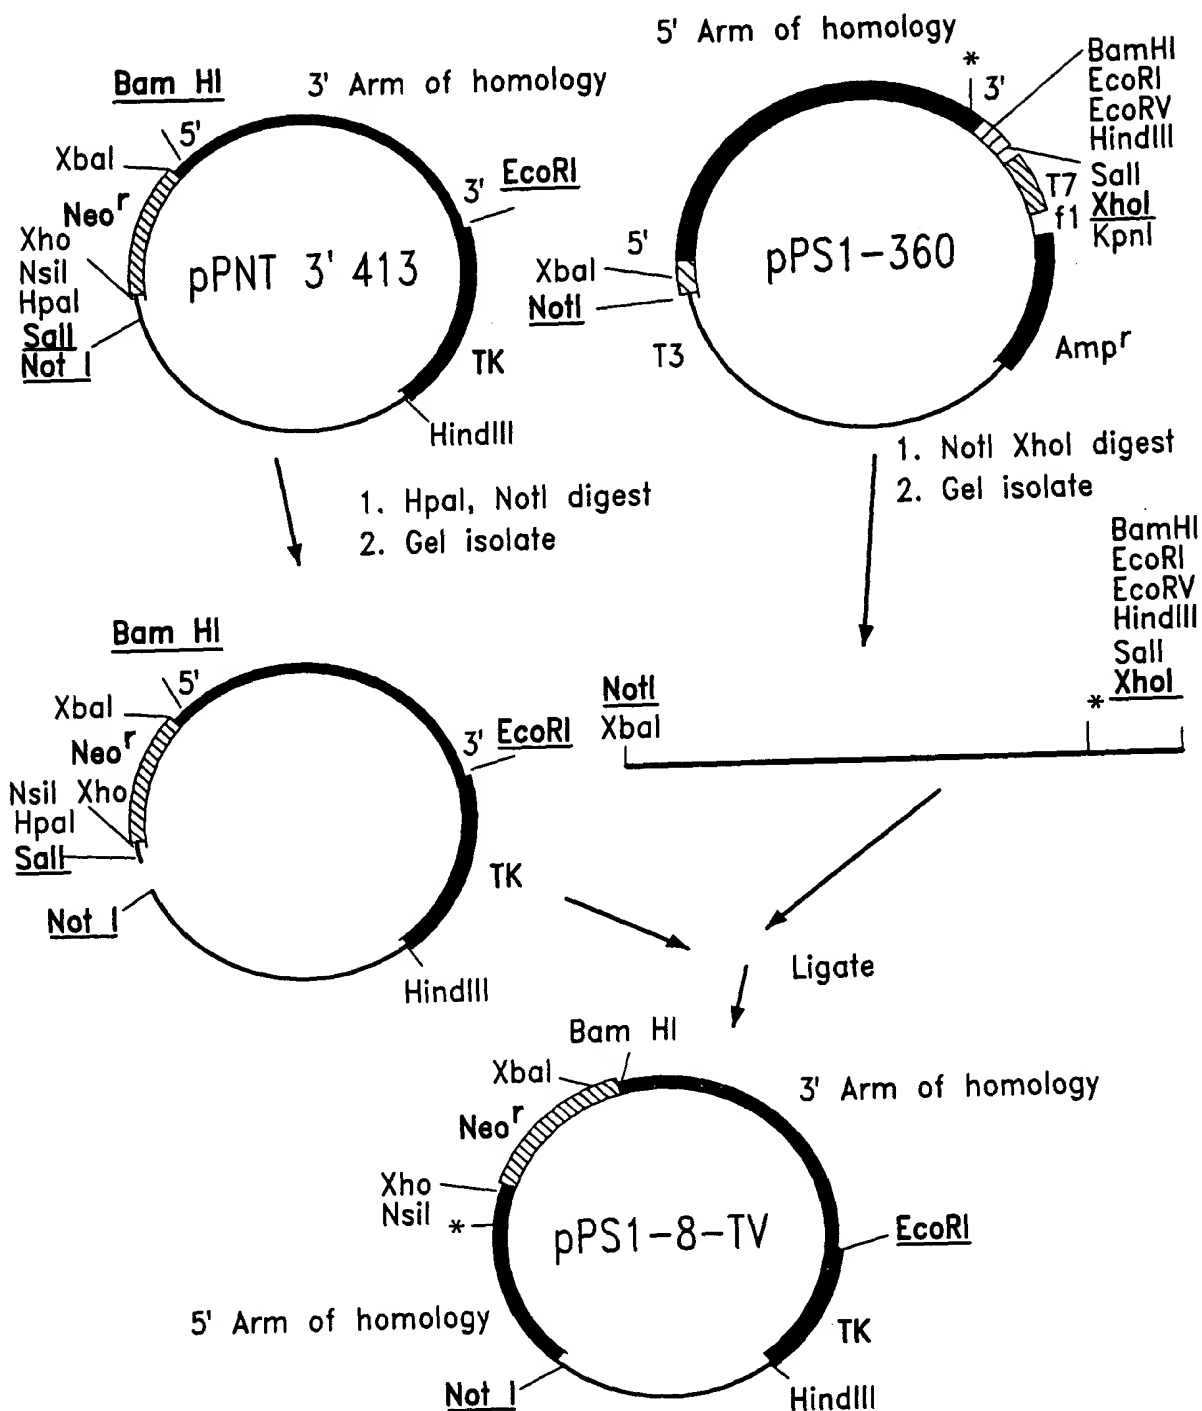 Bam HI
3' Arm of homology
5'
XbaI
Neo^r
Xho
NsiI
HpaI
SalI
Not I
3'
EcoRI
pPNT 3' 413
TK
HindIII
5' Arm of homology
*
3'
BamHI
EcoRI
EcoRV
HindIII
SalI
T7
XhoI
f1
KpnI
5'
XbaI
NotI
pPS1-360
T3
Amp^r
1. HpaI, NotI digest
2. Gel isolate
1. NotI XhoI digest
2. Gel isolate
Bam HI
5'
XbaI
Neo^r
NsiI Xho
HpaI
SalI
Not I
3'
EcoRI
TK
HindIII
NotI
XbaI
BamHI
EcoRI
EcoRV
HindIII
SalI
* XhoI
Ligate
Bam HI
XbaI
3' Arm of homology
Neo^r
Xho
NsiI
*
pPS1-8-TV
EcoRI
5' Arm of homology
TK
Not I
HindIII